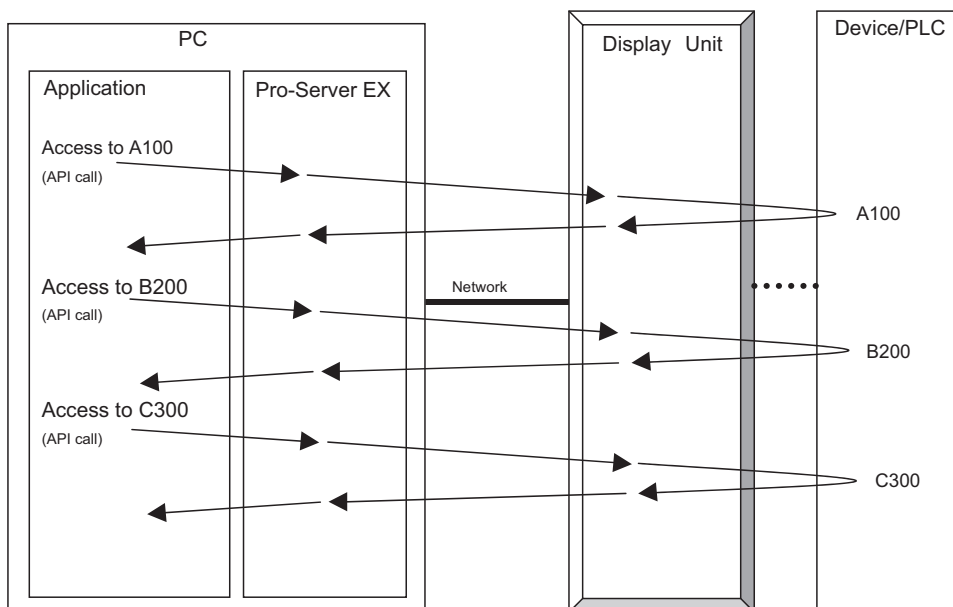 PC
Display Unit
Device/PLC
Application
Pro-Server EX
Access to A100
(API call)
A100
Access to B200
(API call)
Network
B200
Access to C300
(API call)
C300